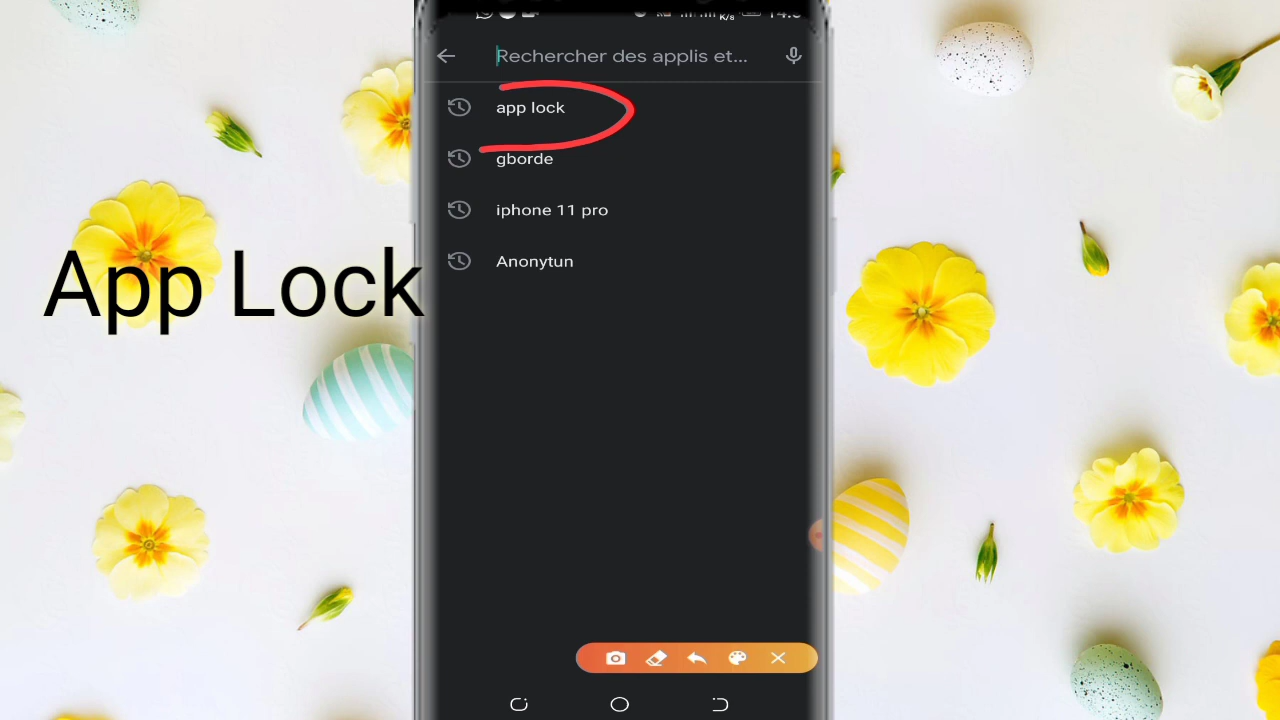 K/s
Rechercher des applis et...
app lock
gborde
iphone 11 pro
Anonytun
App Lock